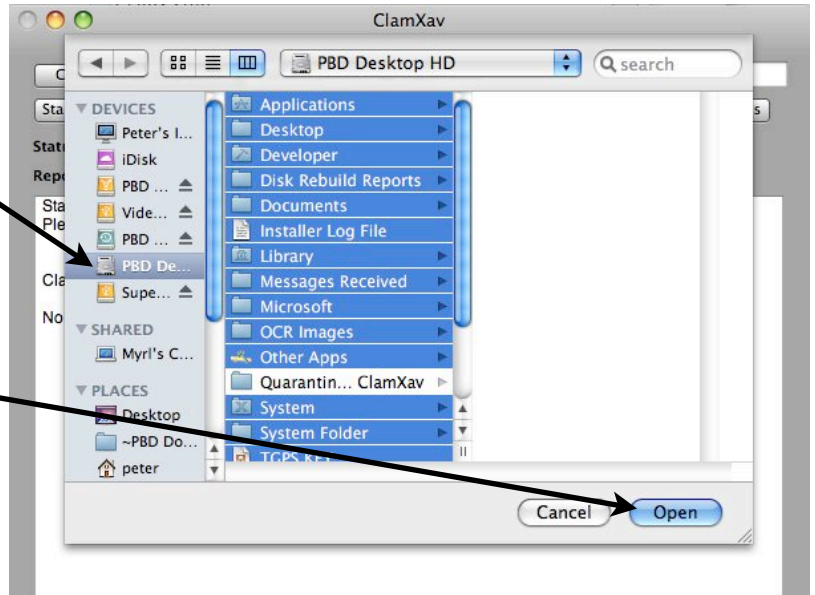 ClamXav
PBD Desktop HD
search
C
Sta
s
Stat
Repo
Sta
Ple
Cla
No
DEVICES
Peter's I...
iDisk
PBD ...
Vide...
PBD ...
PBD De...
Supe...
SHARED
Myrl's C...
PLACES
Desktop
~PBD Do...
peter
Applications
Desktop
Developer
Disk Rebuild Reports
Documents
Installer Log File
Library
Messages Received
Microsoft
OCR Images
Other Apps
Quarantin... ClamXav
System
System Folder
Cancel
Open